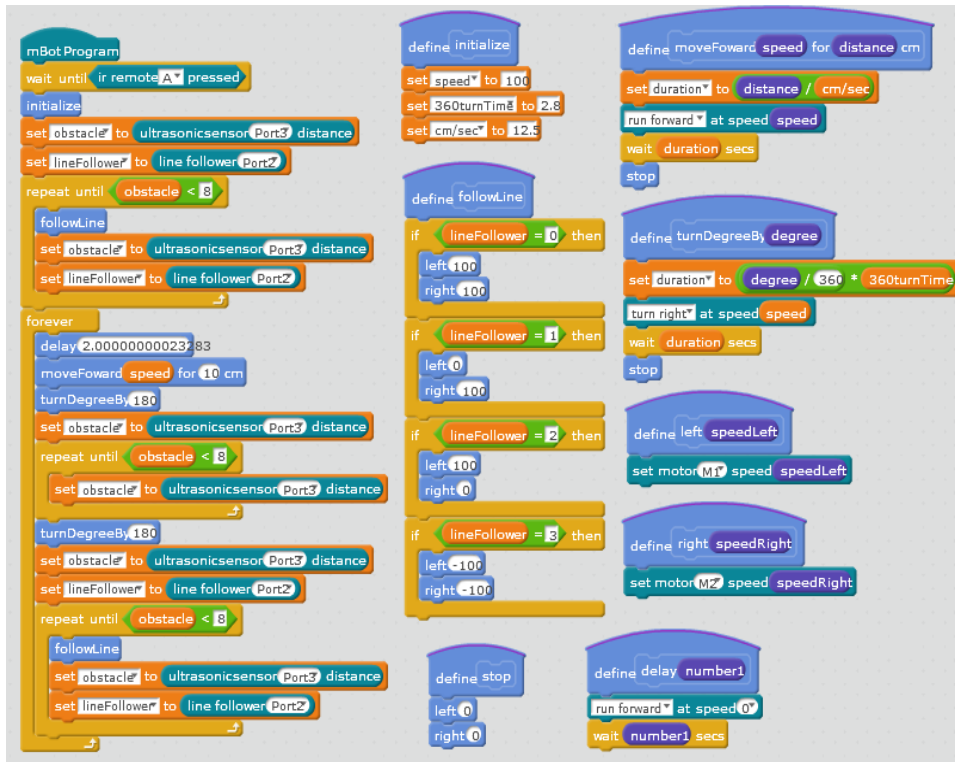 mBot Program
wait until ir remote A pressed
initialize
set obstacle to ultrasonicsensor Port3 distance
set lineFollower to line follower Port2
repeat until obstacle < 8
followLine
set obstacle to ultrasonicsensor Port3 distance
set lineFollower to line follower Port2
forever
delay 2.00000000023283
moveFoward speed for 10 cm
turnDegreeBy 180
set obstacle to ultrasonicsensor Port3 distance
repeat until obstacle < 8
set obstacle to ultrasonicsensor Port3 distance
turnDegreeBy 180
set obstacle to ultrasonicsensor Port3 distance
set lineFollower to line follower Port2
repeat until obstacle < 8
followLine
set obstacle to ultrasonicsensor Port3 distance
set lineFollower to line follower Port2
define initialize
set speed to 100
set 360turnTime to 2.8
set cm/sec to 12.5
define followLine
if lineFollower = 0 then
left 100
right 100
if lineFollower = 1 then
left 0
right 100
if lineFollower = 2 then
left 100
right 0
if lineFollower = 3 then
left -100
right -100
define stop
left 0
right 0
define moveFoward speed for distance cm
set duration to distance / cm/sec
run forward at speed speed
wait duration secs
stop
define turnDegreeBy degree
set duration to degree / 360 * 360turnTime
turn right at speed speed
wait duration secs
stop
define left speedLeft
set motor M1 speed speedLeft
define right speedRight
set motor M2 speed speedRight
define delay number1
run forward at speed 0
wait number1 secs